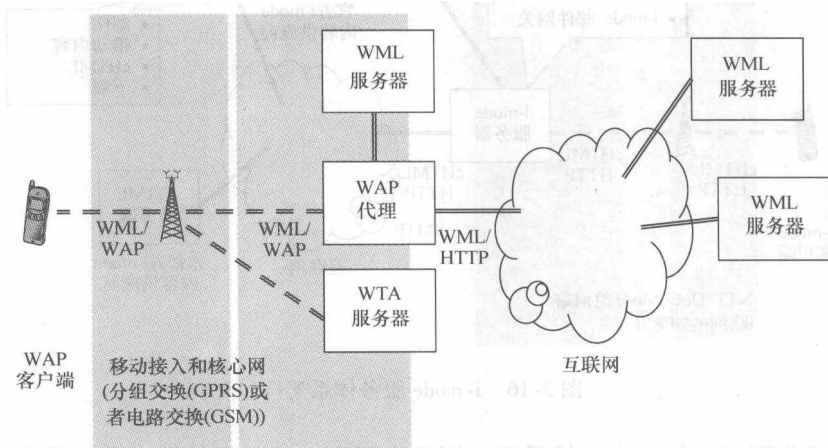 WML
服务器
WML
服务器
WAP
代理
WML
服务器
WML/
WAP
WML/
WAP
WML/
HTTP
WTA
服务器
互联网
WAP
客户端
移动接入和核心网
(分组交换(GPRS)或
者电路交换(GSM))